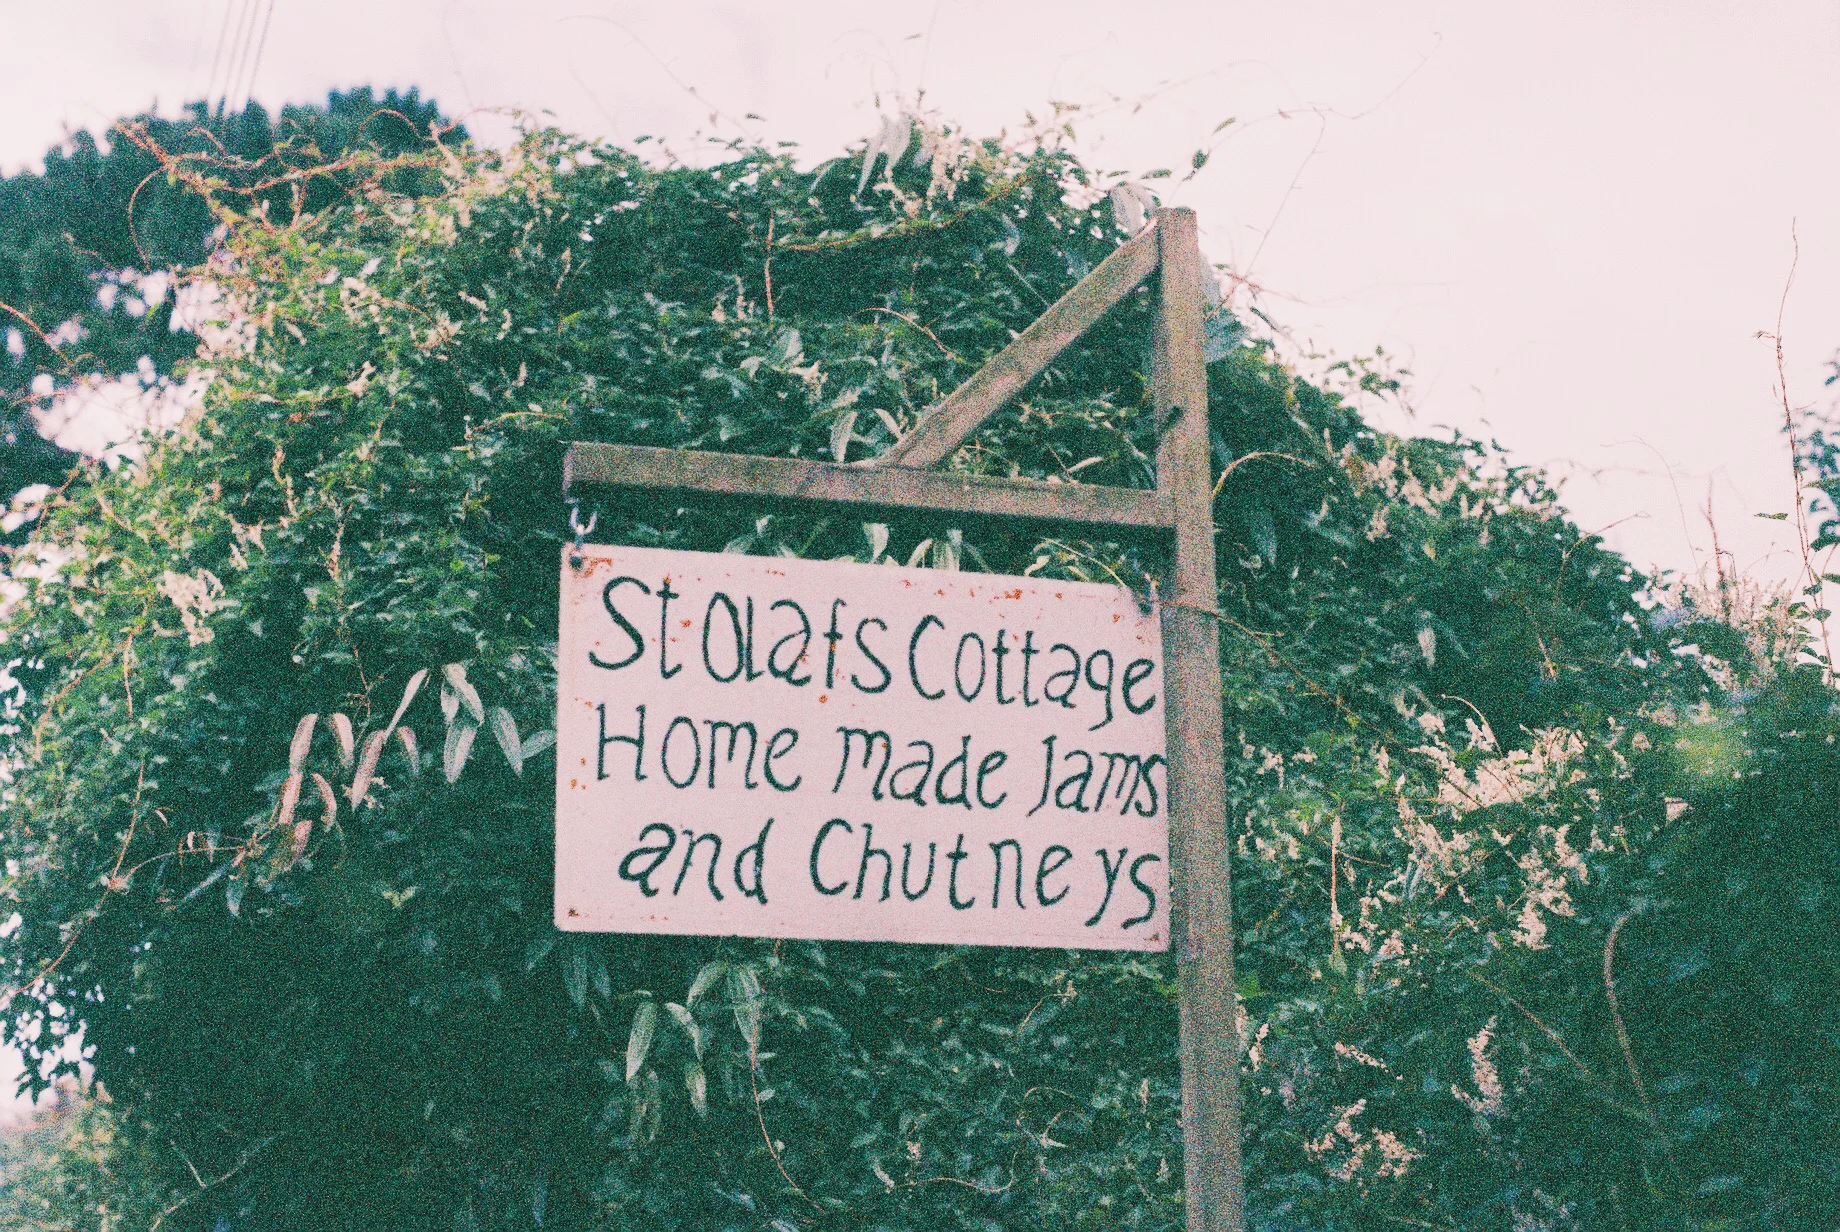 St Olafs Cottage
Home made Jams
and Chutneys